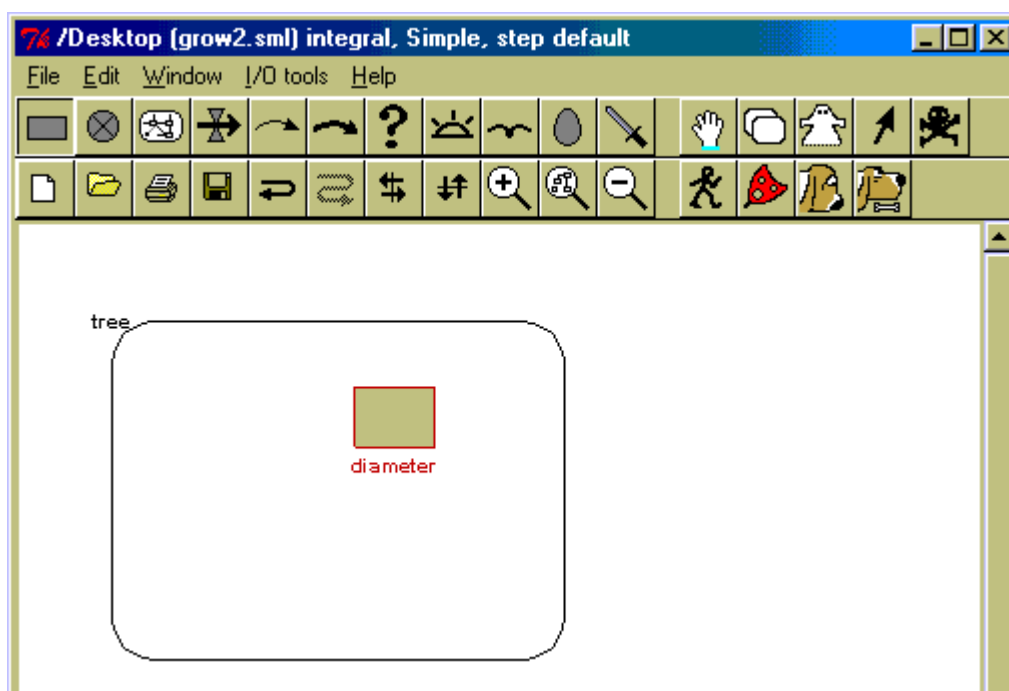 /Desktop (grow2.sml) integral, Simple, step default
File Edit Window I/O tools Help
tree
diameter